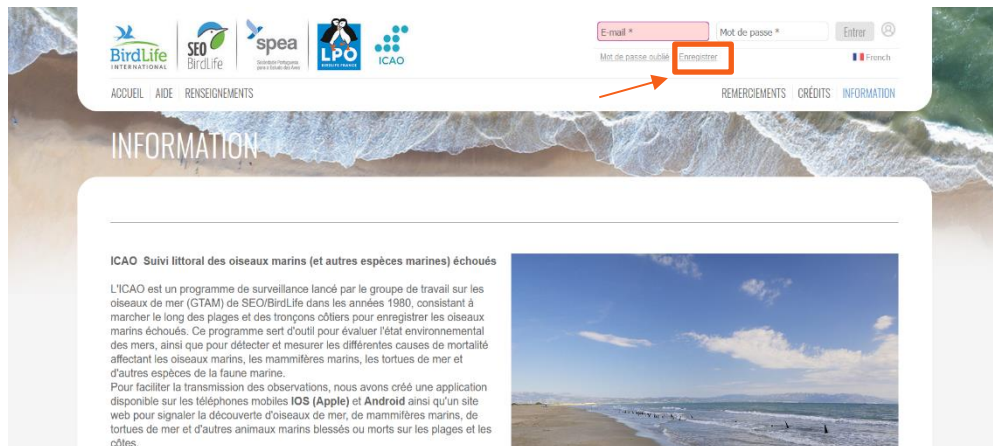 BirdLife
INTERNATIONAL
SEO
BirdLife
spea
Sociedade Portuguesa
para o Estudo das Aves
LPO
BIRDLIFE FRANCE
ICAO
E-mail *
Mot de passe *
Entrer
Mot de passe oublié
Enregistrer
French
ACCUEIL
AIDE
RENSEIGNEMENTS
REMERCIEMENTS
CRÉDITS
INFORMATION
INFORMATION
ICAO Suivi littoral des oiseaux marins (et autres espèces marines) échoués
L'ICAO est un programme de surveillance lancé par le groupe de travail sur les
oiseaux de mer (GTAM) de SEO/BirdLife dans les années 1980, consistant à
marcher le long des plages et des tronçons côtiers pour enregistrer les oiseaux
marins échoués. Ce programme sert d'outil pour évaluer l'état environnemental
des mers, ainsi que pour détecter et mesurer les différentes causes de mortalité
affectant les oiseaux marins, les mammifères marins, les tortues de mer et
d'autres espèces de la faune marine.
Pour faciliter la transmission des observations, nous avons créé une application
disponible sur les téléphones mobiles IOS (Apple) et Android ainsi qu'un site
web pour signaler la découverte d'oiseaux de mer, de mammifères marins, de
tortues de mer et d'autres animaux marins blessés ou morts sur les plages et les
côtes